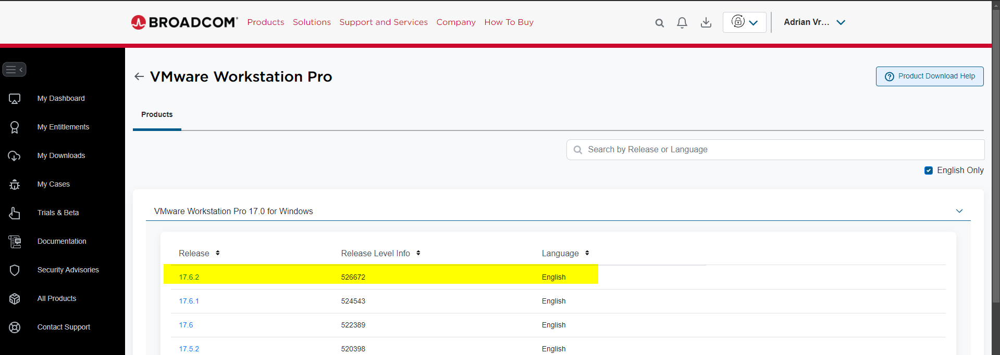 BROADCOM Products Solutions Support and Services Company How To Buy Adrian Vr...
VMware Workstation Pro
Product Download Help
My Dashboard
My Entitlements
My Downloads
My Cases
Trials & Beta
Documentation
Security Advisories
All Products
Contact Support
Products
Search by Release or Language
English Only
VMware Workstation Pro 17.0 for Windows
Release Release Level Info Language
17.6.2 526672 English
17.6.1 524543 English
17.6 522389 English
17.5.2 520398 English